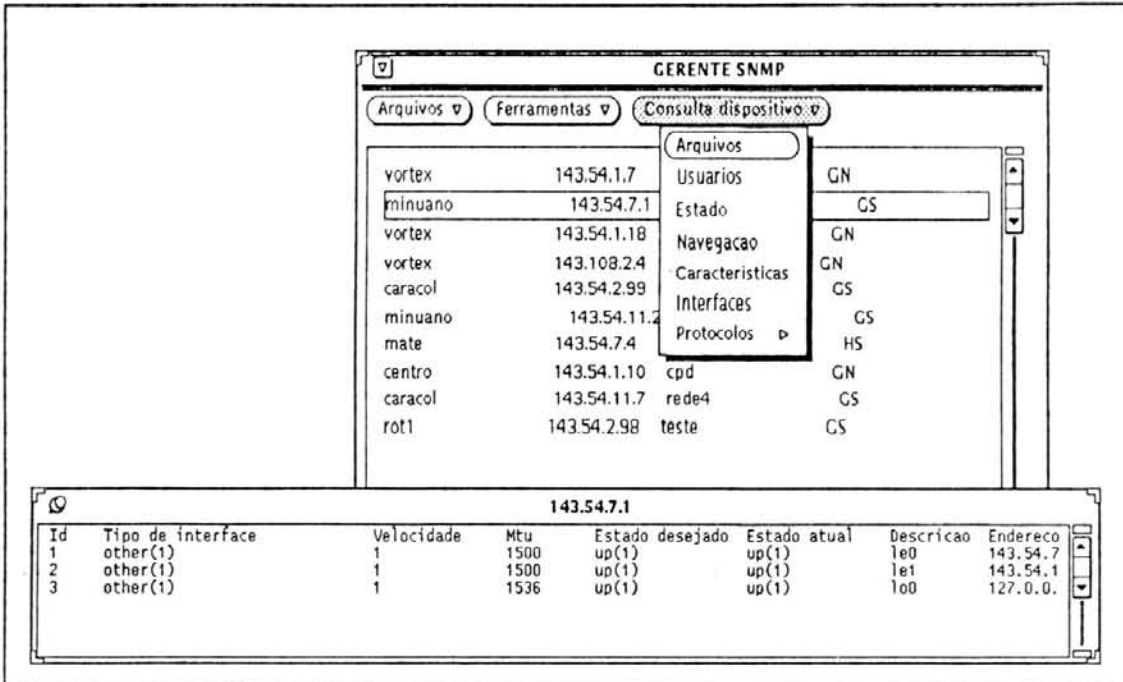 GERENTE SNMP
Arquivos Ferramentas Consulta dispositivo
Arquivos
Usuarios
Estado
Navegacao
Caracteristicas
Interfaces
Protocolos
vortex 143.54.1.7 GN
minuano 143.54.7.1 GS
vortex 143.54.1.18 GN
vortex 143.108.2.4 GN
caracol 143.54.2.99 GS
minuano 143.54.11.2 GS
mate 143.54.7.4 HS
centro 143.54.1.10 cpd GN
caracol 143.54.11.7 rede4 GS
rot1 143.54.2.98 teste GS
143.54.7.1
Id Tipo de interface Velocidade Mtu Estado desejado Estado atual Descricao Endereco
1 other(1) 1 1500 up(1) up(1) le0 143.54.7
2 other(1) 1 1500 up(1) up(1) le1 143.54.1
3 other(1) 1 1536 up(1) up(1) lo0 127.0.0.